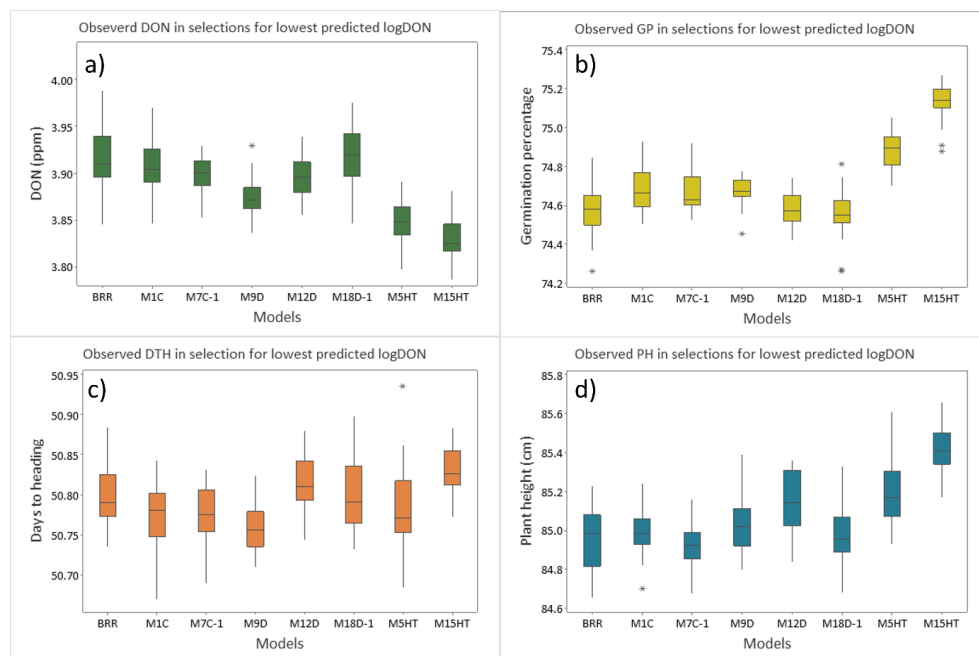 Obseverd DON in selections for lowest predicted logDON
a)
DON (ppm)
4.00
3.95
3.90
3.85
3.80
*
BRR M1C M7C-1 M9D M12D M18D-1 M5HT M15HT
Models
Observed GP in selections for lowest predicted logDON
b)
Germination percentage
75.4
75.2
75.0
74.8
74.6
74.4
74.2
BRR M1C M7C-1 M9D M12D M18D-1 M5HT M15HT
Models
Observed DTH in selection for lowest predicted logDON
c)
Days to heading
50.95
50.90
50.85
50.80
50.75
50.70
BRR M1C M7C-1 M9D M12D M18D-1 M5HT M15HT
Models
Observed PH in selections for lowest predicted logDON
d)
Plant height (cm)
85.8
85.6
85.4
85.2
85.0
84.8
84.6
BRR M1C M7C-1 M9D M12D M18D-1 M5HT M15HT
Models